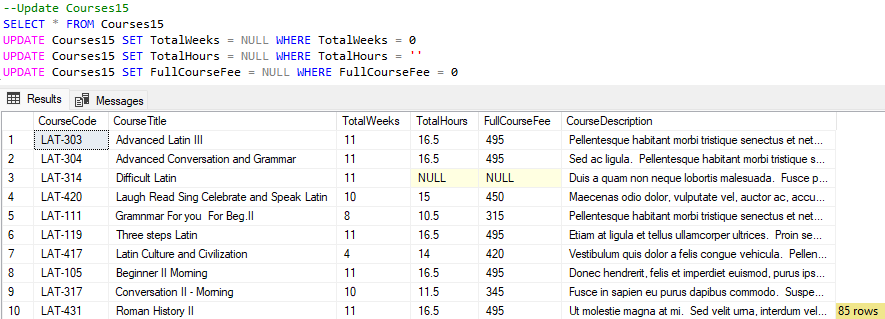 --Update Courses15
SELECT * FROM Courses15
UPDATE Courses15 SET TotalWeeks = NULL WHERE TotalWeeks = 0
UPDATE Courses15 SET TotalHours = NULL WHERE TotalHours = ''
UPDATE Courses15 SET FullCourseFee = NULL WHERE FullCourseFee = 0
Results Messages
CourseCode CourseTitle TotalWeeks TotalHours FullCourseFee CourseDescription
1 LAT-303 Advanced Latin III 11 16.5 495 Pellentesque habitant morbi tristique senectus et net...
2 LAT-304 Advanced Conversation and Grammar 11 16.5 495 Sed ac ligula. Pellentesque habitant morbi tristique s...
3 LAT-314 Difficult Latin 11 NULL NULL Duis a quam non neque lobortis malesuada. Fusce p...
4 LAT-420 Laugh Read Sing Celebrate and Speak Latin 10 15 450 Maecenas odio dolor, vulputate vel, auctor ac, accu...
5 LAT-111 Grammnar For you For Beg.II 8 10.5 315 Pellentesque habitant morbi tristique senectus et net...
6 LAT-119 Three steps Latin 11 16.5 495 Etiam at ligula et tellus ullamcorper ultrices. Proin se...
7 LAT-417 Latin Culture and Civilization 4 14 420 Vestibulum quis dolor a felis congue vehicula. Pellen...
8 LAT-105 Beginner II Morning 11 16.5 495 Donec hendrerit, felis et imperdiet euismod, purus ips...
9 LAT-317 Conversation II - Morning 10 11.5 345 Fusce in sapien eu purus dapibus commodo. Suspe...
10 LAT-431 Roman History II 11 16.5 495 Ut molestie magna at mi. Sed velit urna, interdum vel... 85 rows